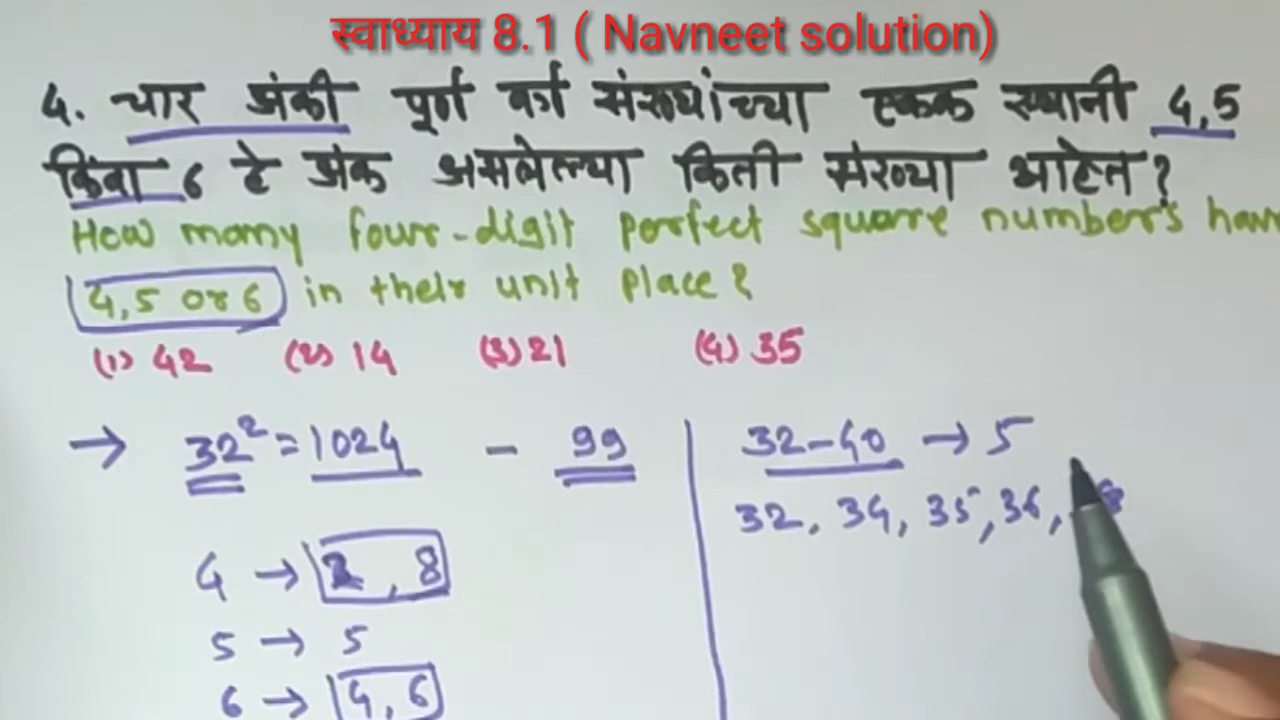 स्वाध्याय 8.1 ( Navneet solution)
4. चार अंकी पूर्ण वर्ग संख्यांच्या एकक स्थानी 4,5
किंवा 6 हे अंक असलेल्या किती संख्या आहेत?
How many four-digit perfect square numbers hav
4,5 or 6 in their unit place?
(1) 42 (2) 14 (3) 21 (4) 35
→ 32² = 1024 - 99
32-40 → 5
32, 34, 35, 36, 8
4 → 2, 8
5 → 5
6 → 4, 6